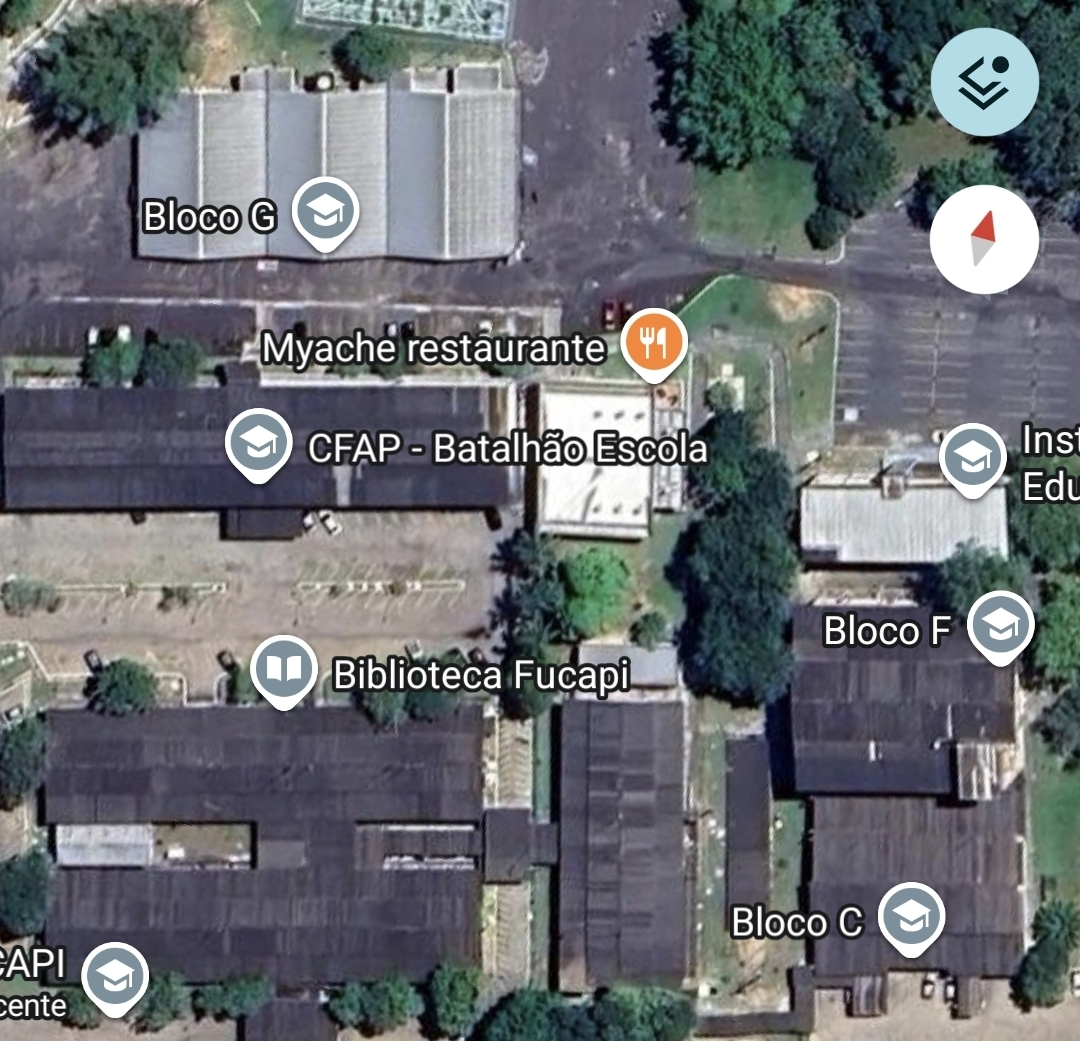 Bloco G
Myache restaurante
CFAP - Batalhão Escola
Inst
Edu
Bloco F
Biblioteca Fucapi
Bloco C
CAPI
cente